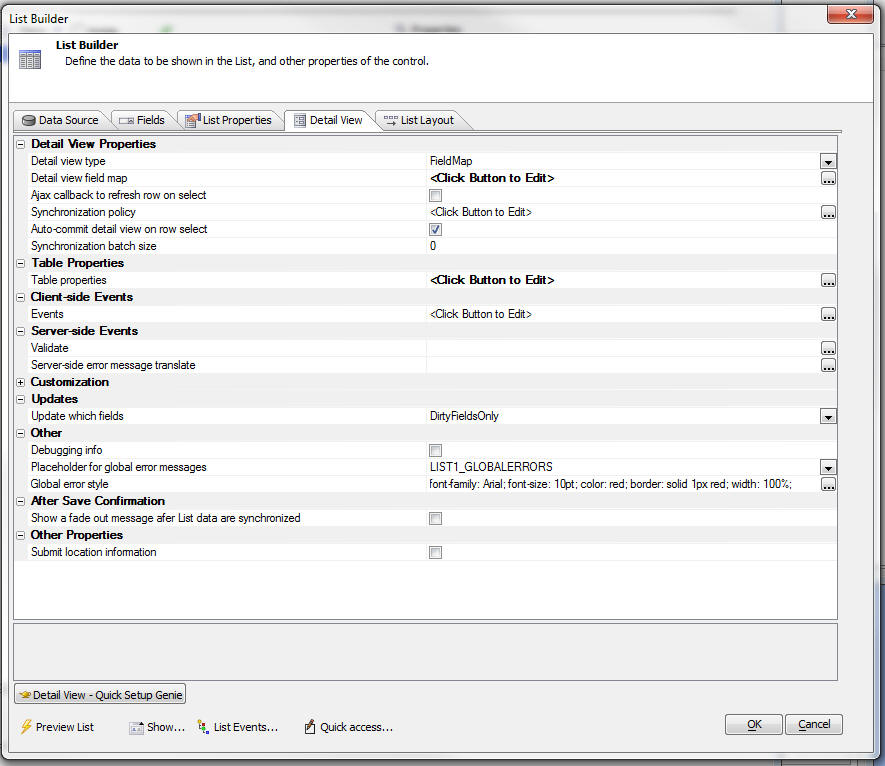 List Builder
List Builder
Define the data to be shown in the List, and other properties of the control.
Data Source Fields List Properties Detail View List Layout
Detail View Properties
Detail view type FieldMap
Detail view field map <Click Button to Edit>
Ajax callback to refresh row on select
Synchronization policy <Click Button to Edit>
Auto-commit detail view on row select
Synchronization batch size 0
Table Properties
Table properties <Click Button to Edit>
Client-side Events
Events <Click Button to Edit>
Server-side Events
Validate
Server-side error message translate
Customization
Updates
Update which fields DirtyFieldsOnly
Other
Debugging info
Placeholder for global error messages LIST1_GLOBALERRORS
Global error style font-family: Arial; font-size: 10pt; color: red; border: solid 1px red; width: 100%;
After Save Confirmation
Show a fade out message afer List data are synchronized
Other Properties
Submit location information
Detail View - Quick Setup Genie
Preview List Show... List Events... Quick access... OK Cancel